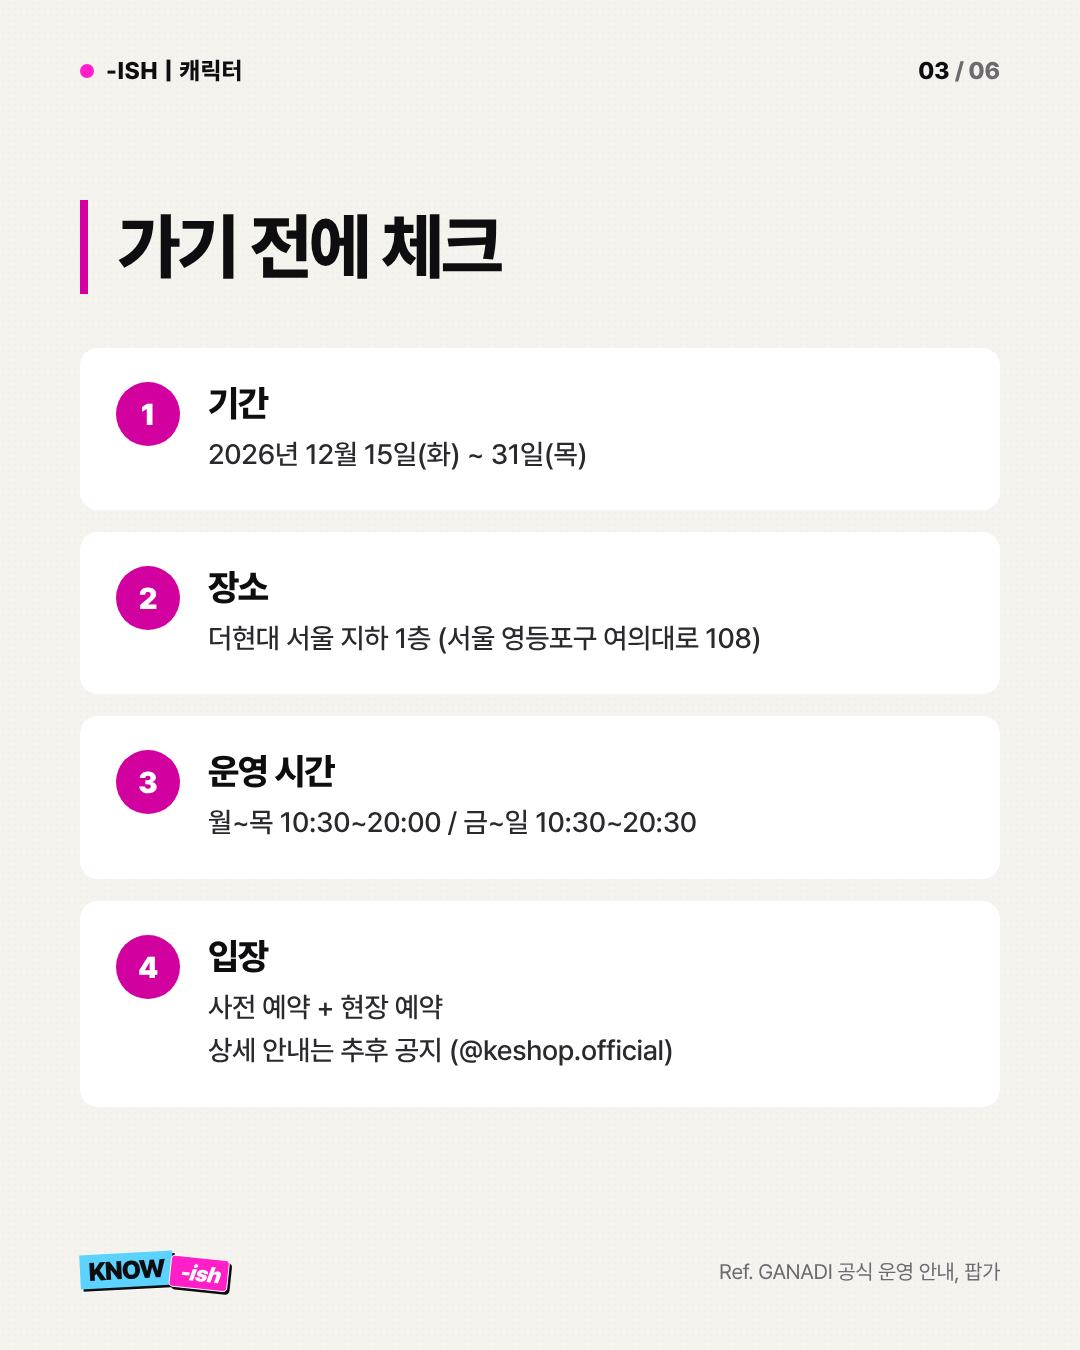 -ISH | 캐릭터
03 / 06
가기 전에 체크
1
기간
2026년 12월 15일(화) ~ 31일(목)
2
장소
더현대 서울 지하 1층 (서울 영등포구 여의대로 108)
3
운영 시간
월~목 10:30~20:00 / 금~일 10:30~20:30
4
입장
사전 예약 + 현장 예약
상세 안내는 추후 공지 (@keshop.official)
KNOW -ish
Ref. GANADI 공식 운영 안내, 팝가